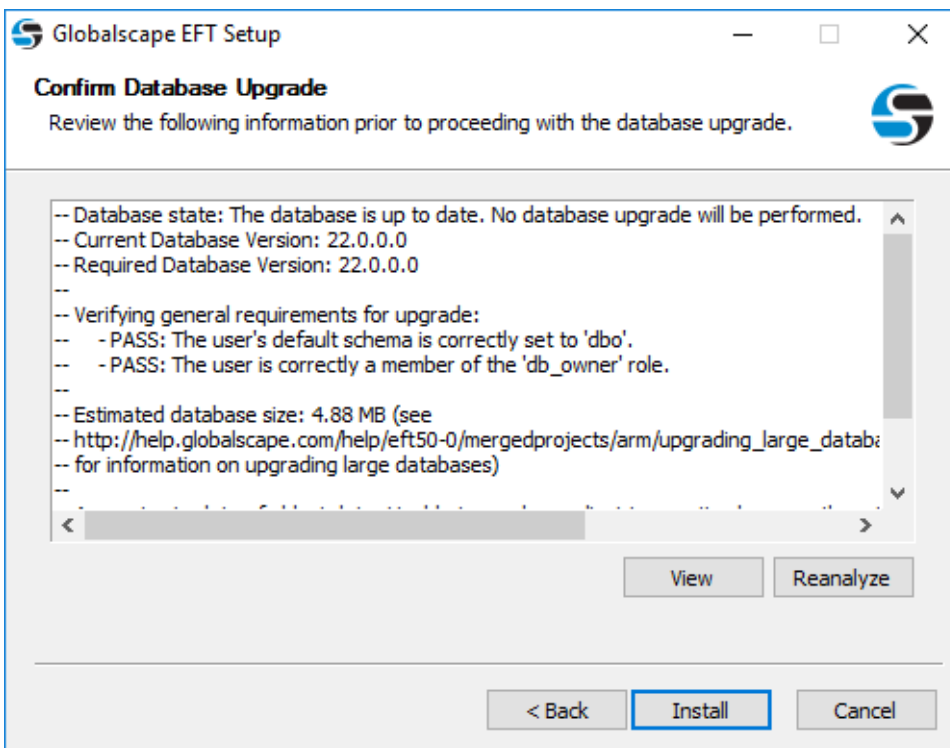 Globalscape EFT Setup
Confirm Database Upgrade
Review the following information prior to proceeding with the database upgrade.
-- Database state: The database is up to date. No database upgrade will be performed.
-- Current Database Version: 22.0.0.0
-- Required Database Version: 22.0.0.0
--
-- Verifying general requirements for upgrade:
--     - PASS: The user's default schema is correctly set to 'dbo'.
--     - PASS: The user is correctly a member of the 'db_owner' role.
--
-- Estimated database size: 4.88 MB (see
-- http://help.globalscape.com/help/eft50-0/mergedprojects/arm/upgrading_large_databa
-- for information on upgrading large databases)
--
View
Reanalyze
< Back
Install
Cancel